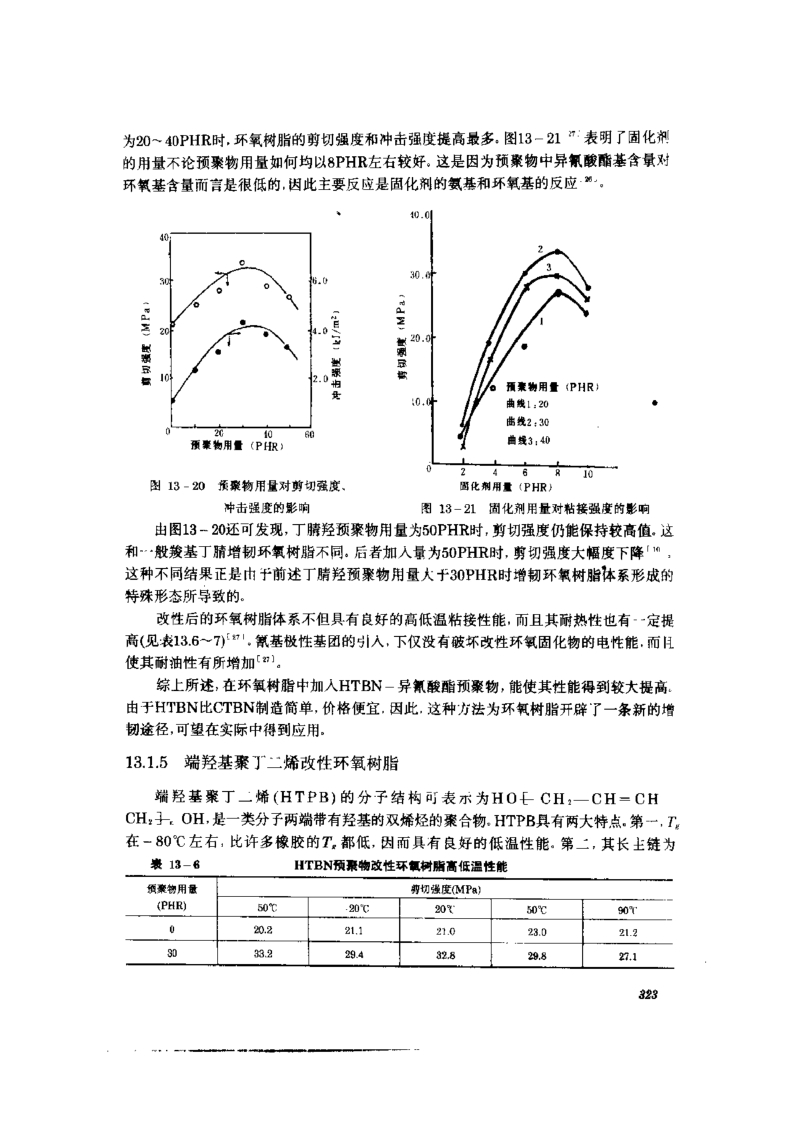 为20～40PHR时,环氧树脂的剪切强度和冲击强度提高最多。图13－21 [27] 表明了固化剂
的用量不论预聚物用量如何均以8PHR左右较好。这是因为预聚物中异氰酸酯基含量对
环氧基含量而言是很低的,因此主要反应是固化剂的氨基和环氧基的反应 。
40
30
20
10
0
20
40
60
6.0
4.0
2.0
剪切强度 (MPa)
冲击强度 (kJ/m²)
预聚物用量 (PHR)
40.0
30.0
20.0
10.0
0
2
4
6
8
10
2
3
1
剪切强度 (MPa)
预聚物用量 (PHR)
曲线1:20
曲线2:30
曲线3:40
固化剂用量 (PHR)
图 13－20 预聚物用量对剪切强度、
冲击强度的影响
图 13－21 固化剂用量对粘接强度的影响
由图13－20还可发现,丁腈羟预聚物用量为50PHR时,剪切强度仍能保持较高值。这
和一般羧基丁腈增韧环氧树脂不同。后者加入量为50PHR时,剪切强度大幅度下降 ,
这种不同结果正是由于前述丁腈羟预聚物用量大于30PHR时增韧环氧树脂体系形成的
特殊形态所导致的。
改性后的环氧树脂体系不但具有良好的高低温粘接性能,而且其耐热性也有一定提
高(见表13.6～7)[27]。氰基极性基团的引入,下仅没有破坏改性环氧固化物的电性能,而且
使其耐油性有所增加[27]。
综上所述,在环氧树脂中加入HTBN－异氰酸酯预聚物,能使其性能得到较大提高.
由于HTBN比CTBN制造简单,价格便宜.因此.这种方法为环氧树脂开辟了一条新的增
韧途径,可望在实际中得到应用。
13.1.5 端羟基聚丁二烯改性环氧树脂
端羟基聚丁二烯(HTPB)的分子结构可表示为HO⁅CH₂—CH=CH
CH₂⁆ₙ OH,是一类分子两端带有羟基的双烯烃的聚合物。HTPB具有两大特点。第一,Tg
在－80℃左右,比许多橡胶的Tg都低,因而具有良好的低温性能。第二,其长主链为
表 13－6 HTBN预聚物改性环氧树脂高低温性能
预聚物用量
(PHR)
剪切强度(MPa)
50℃ -20℃ 20℃ 50℃ 90℃
0 20.2 21.1 21.0 23.0 21.2
30 33.2 29.4 32.8 29.8 27.1
323